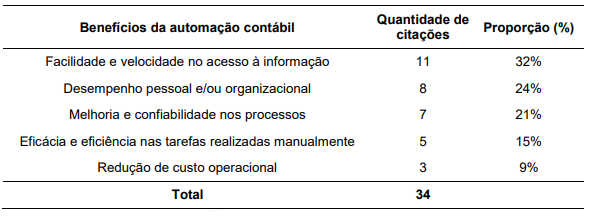 Benefícios da automação contábil Quantidade de citações Proporção (%)
Facilidade e velocidade no acesso à informação 11 32%
Desempenho pessoal e/ou organizacional 8 24%
Melhoria e confiabilidade nos processos 7 21%
Eficácia e eficiência nas tarefas realizadas manualmente 5 15%
Redução de custo operacional 3 9%
Total 34